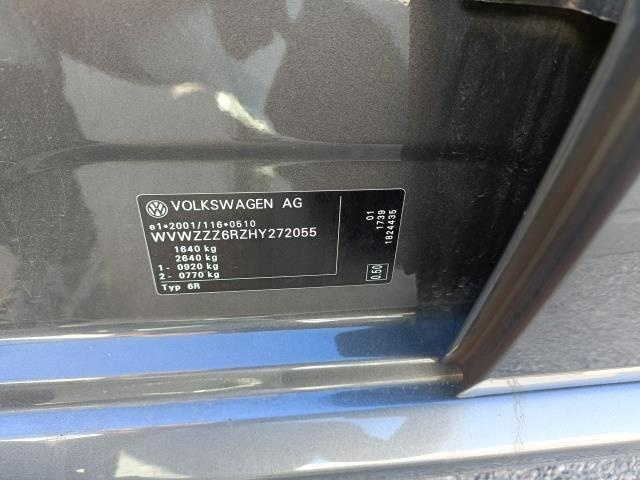 VOLKSWAGEN AG
e1*2001/116*0510
WVWZZZ6RZHY272055
1640 kg
2640 kg
1- 0920 kg
2- 0770 kg
Typ 6R
01
1739
1824435
0.50